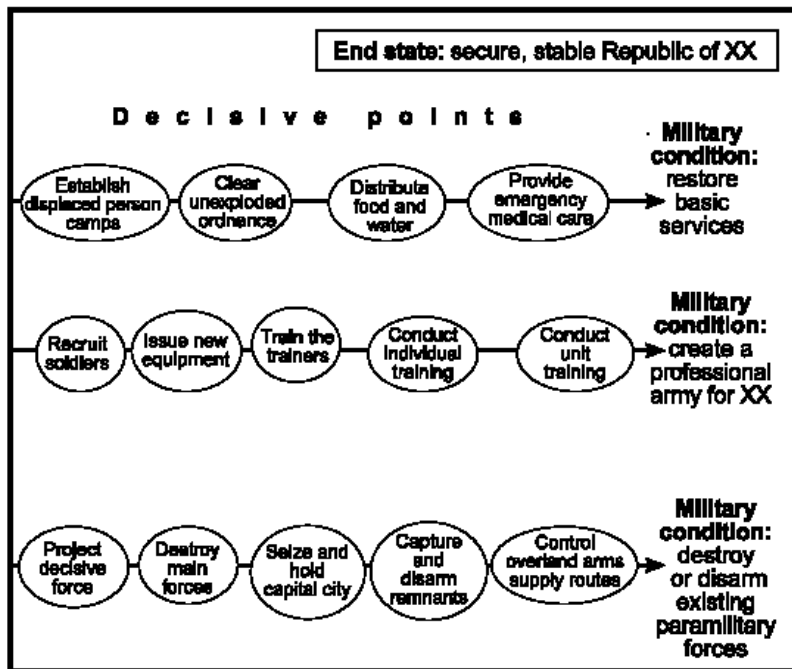 End state: secure, stable Republic of XX
Decisive points
Establish
displaced person
camps
Clear
unexploded
ordnance
Distribute
food and
water
Provide
emergency
medical care
Military
condition:
restore
basic
services
Recruit
soldiers
Issue new
equipment
Train the
trainers
Conduct
individual
training
Conduct
unit
training
Military
condition:
create a
professional
army for XX
Project
decisive
force
Destroy
main
forces
Seize and
hold
capital city
Capture
and
disarm
remnants
Control
overland arms
supply routes
Military
condition:
destroy
or disarm
existing
paramilitary
forces